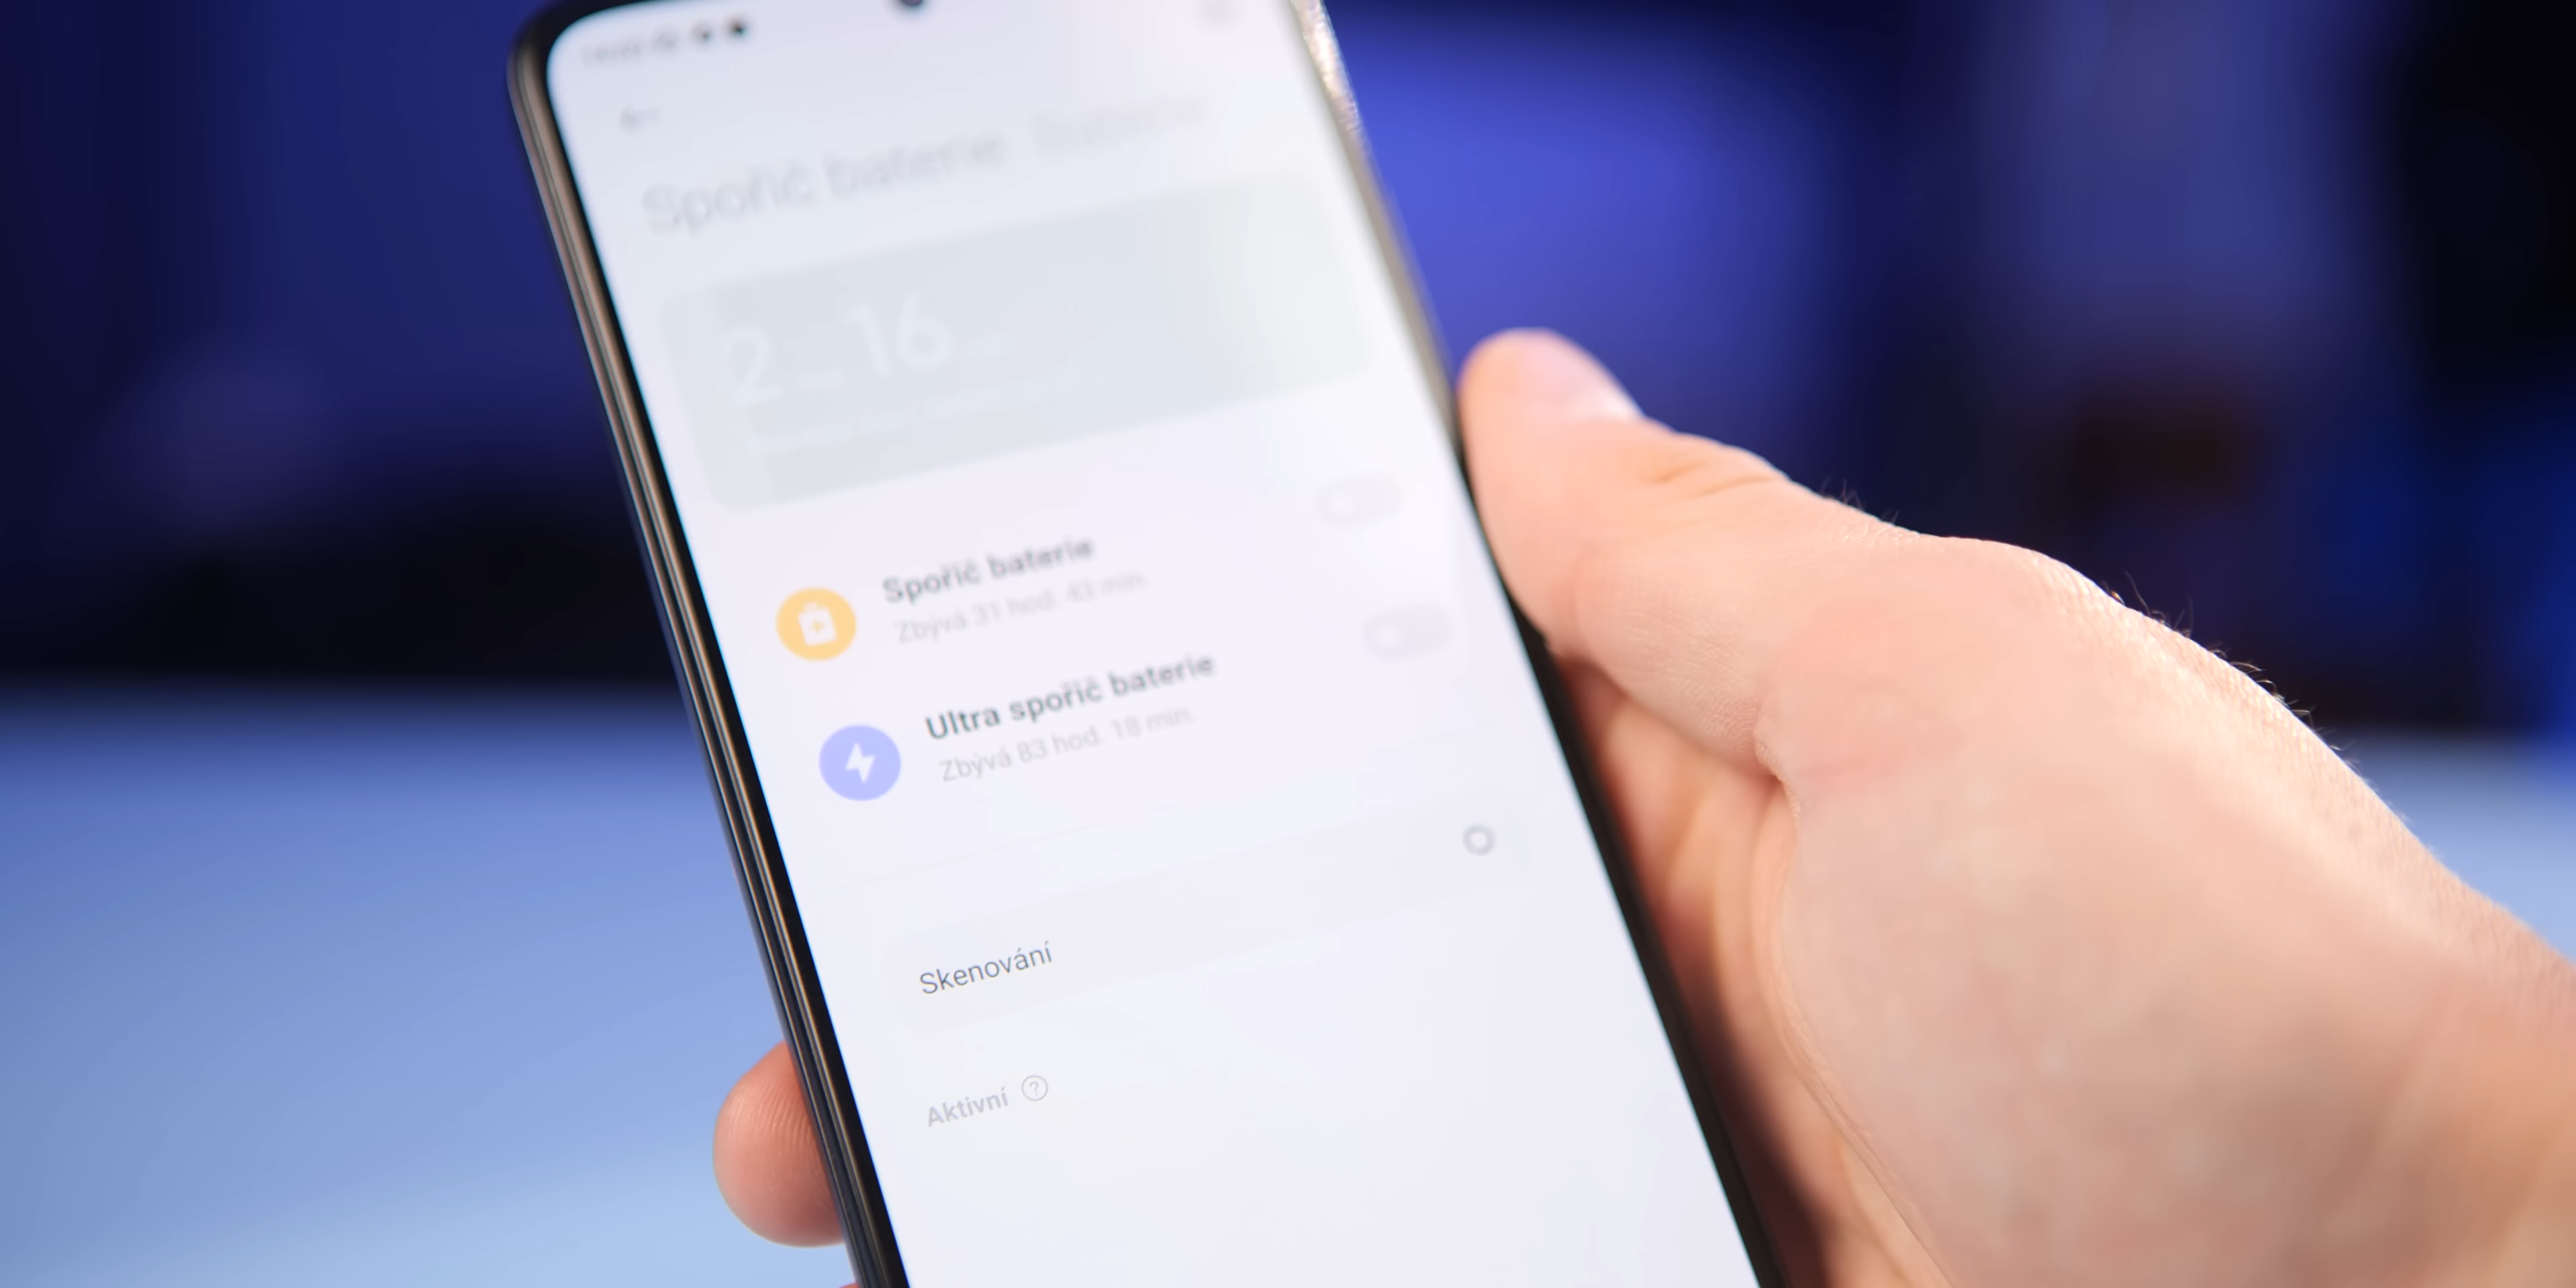 Spořič baterie Baterie
2 16
Spořič baterie
Zbývá 31 hod. 43 min.
Ultra spořič baterie
Zbývá 83 hod. 18 min.
Skenování
Aktivní ?